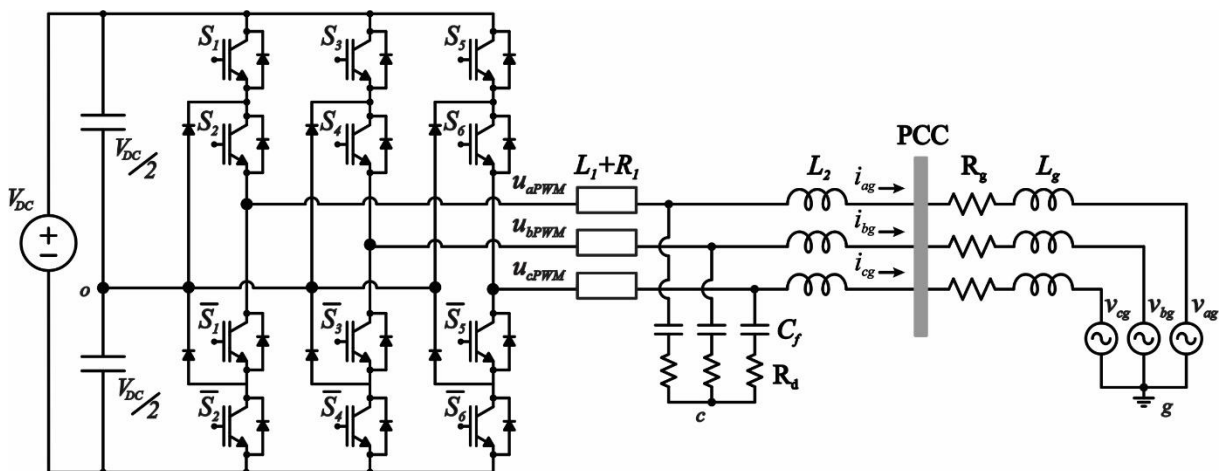 S1
S3
S5
S2
S4
S6
VDC/2
VDC
L1+R1
L2
PCC
Rg
Lg
uaPWM
ubPWM
ucPWM
iag
ibg
icg
o
S̅1
S̅3
S̅5
Cf
Rd
c
vcg
vbg
vag
g
VDC/2
S̅2
S̅4
S̅6